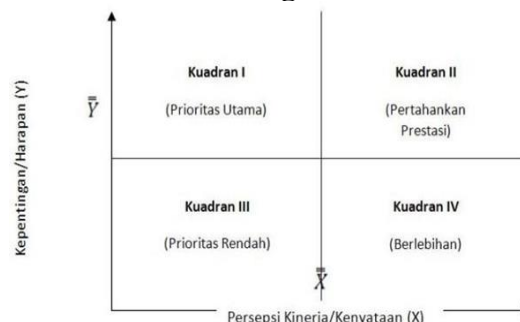 Kepentingan/Harapan (Y)
Y
Kuadran I
(Prioritas Utama)
Kuadran II
(Pertahankan
Prestasi)
Kuadran III
(Prioritas Rendah)
Kuadran IV
(Berlebihan)
X
Persepsi Kinerja/Kenyataan (X)